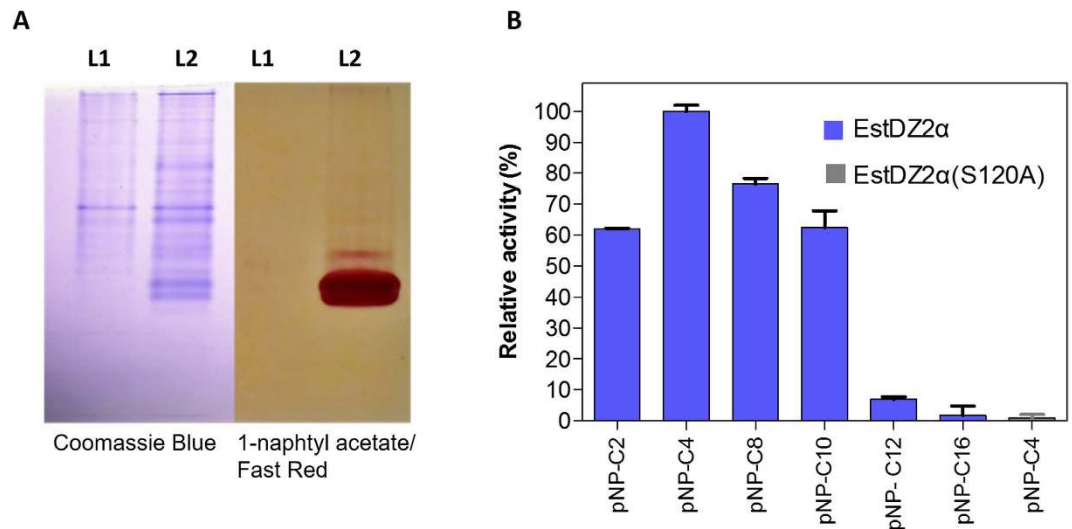 A
L1 L2 L1 L2
Coomassie Blue
1-naphtyl acetate/
Fast Red
B
Relative activity (%)
100
90
80
70
60
50
40
30
20
10
0
EstDZ2α
EstDZ2α(S120A)
pNP-C2
pNP-C4
pNP-C8
pNP-C10
pNP- C12
pNP-C16
pNP-C4